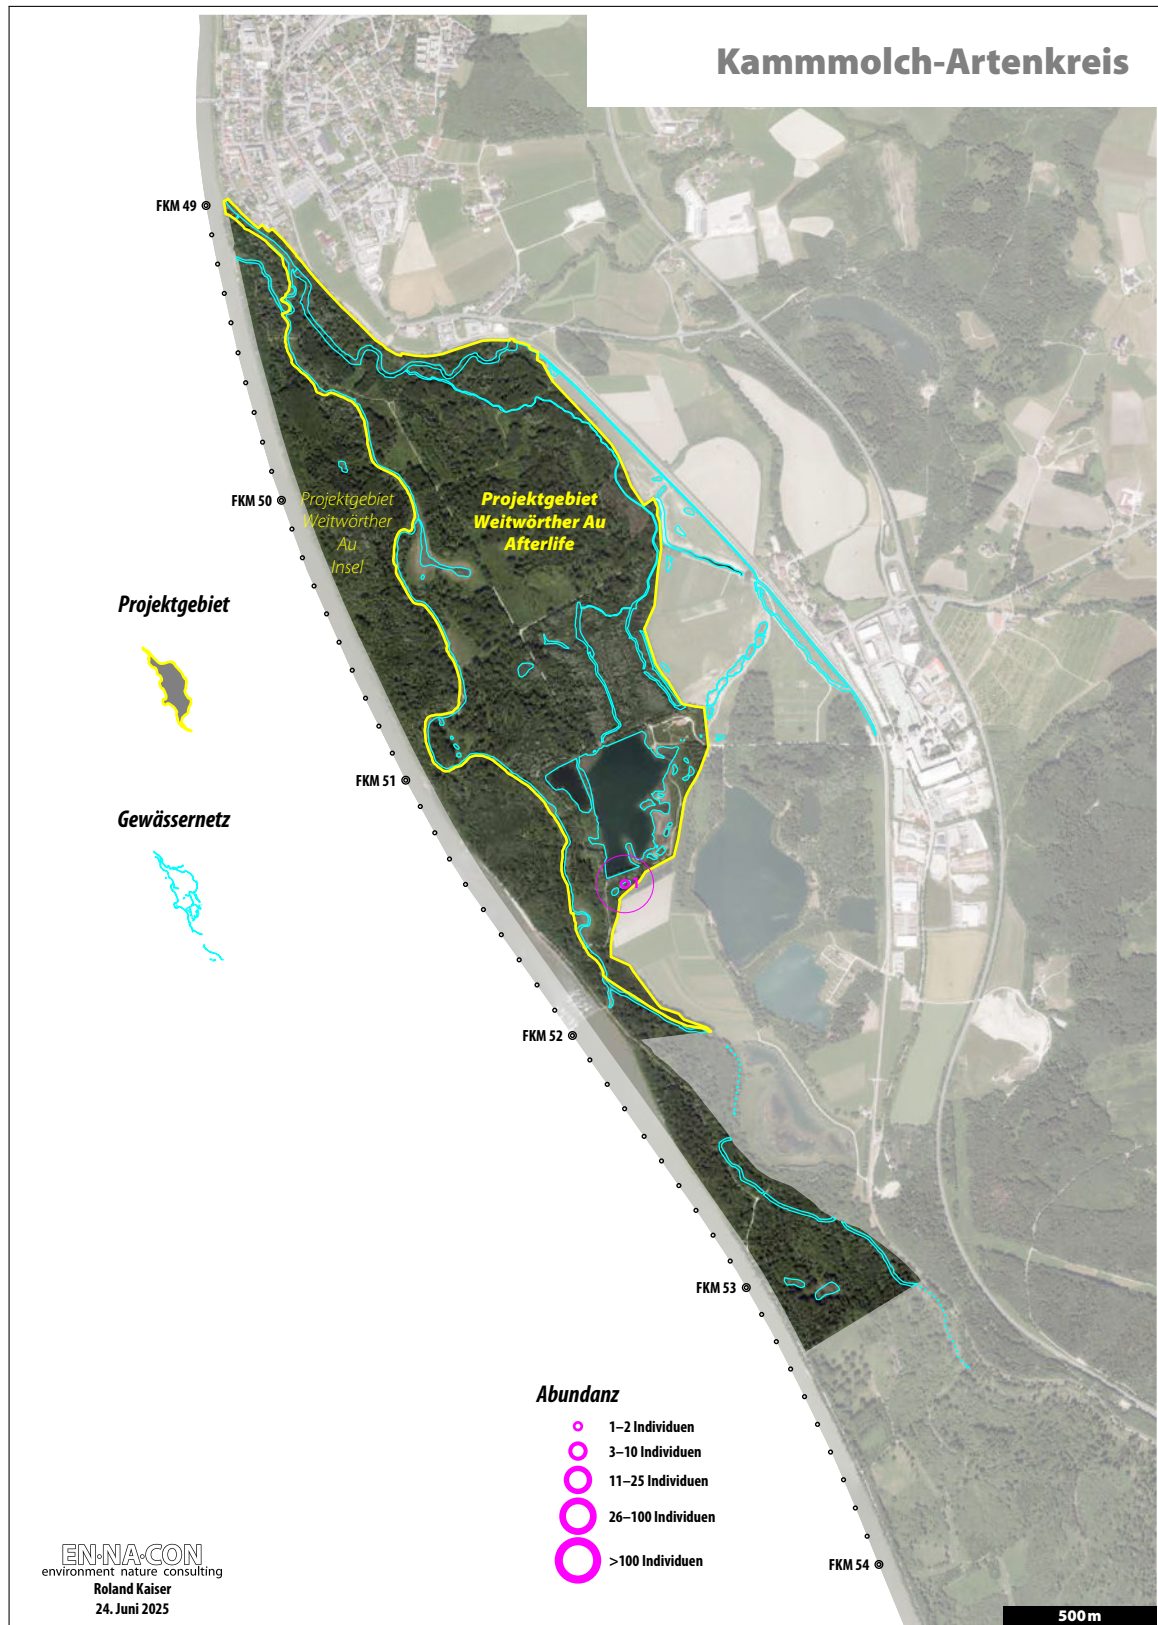 Kammmolch-Artenkreis
FKM 49
FKM 50
Projektgebiet
Weitwörther
Au
Insel
Projektgebiet
Weitwörther Au
Afterlife
Projektgebiet
FKM 51
Gewässernetz
1
FKM 52
FKM 53
Abundanz
1–2 Individuen
3–10 Individuen
11–25 Individuen
26–100 Individuen
>100 Individuen
FKM 54
EN·NA·CON
environment nature consulting
Roland Kaiser
24. Juni 2025
500 m